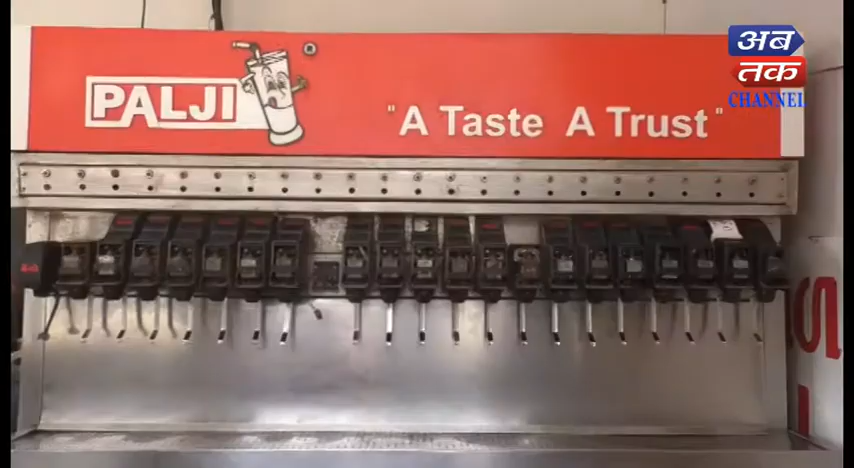 PALJI
"A Taste A Trust"
अब
तक
CHANNEL
S